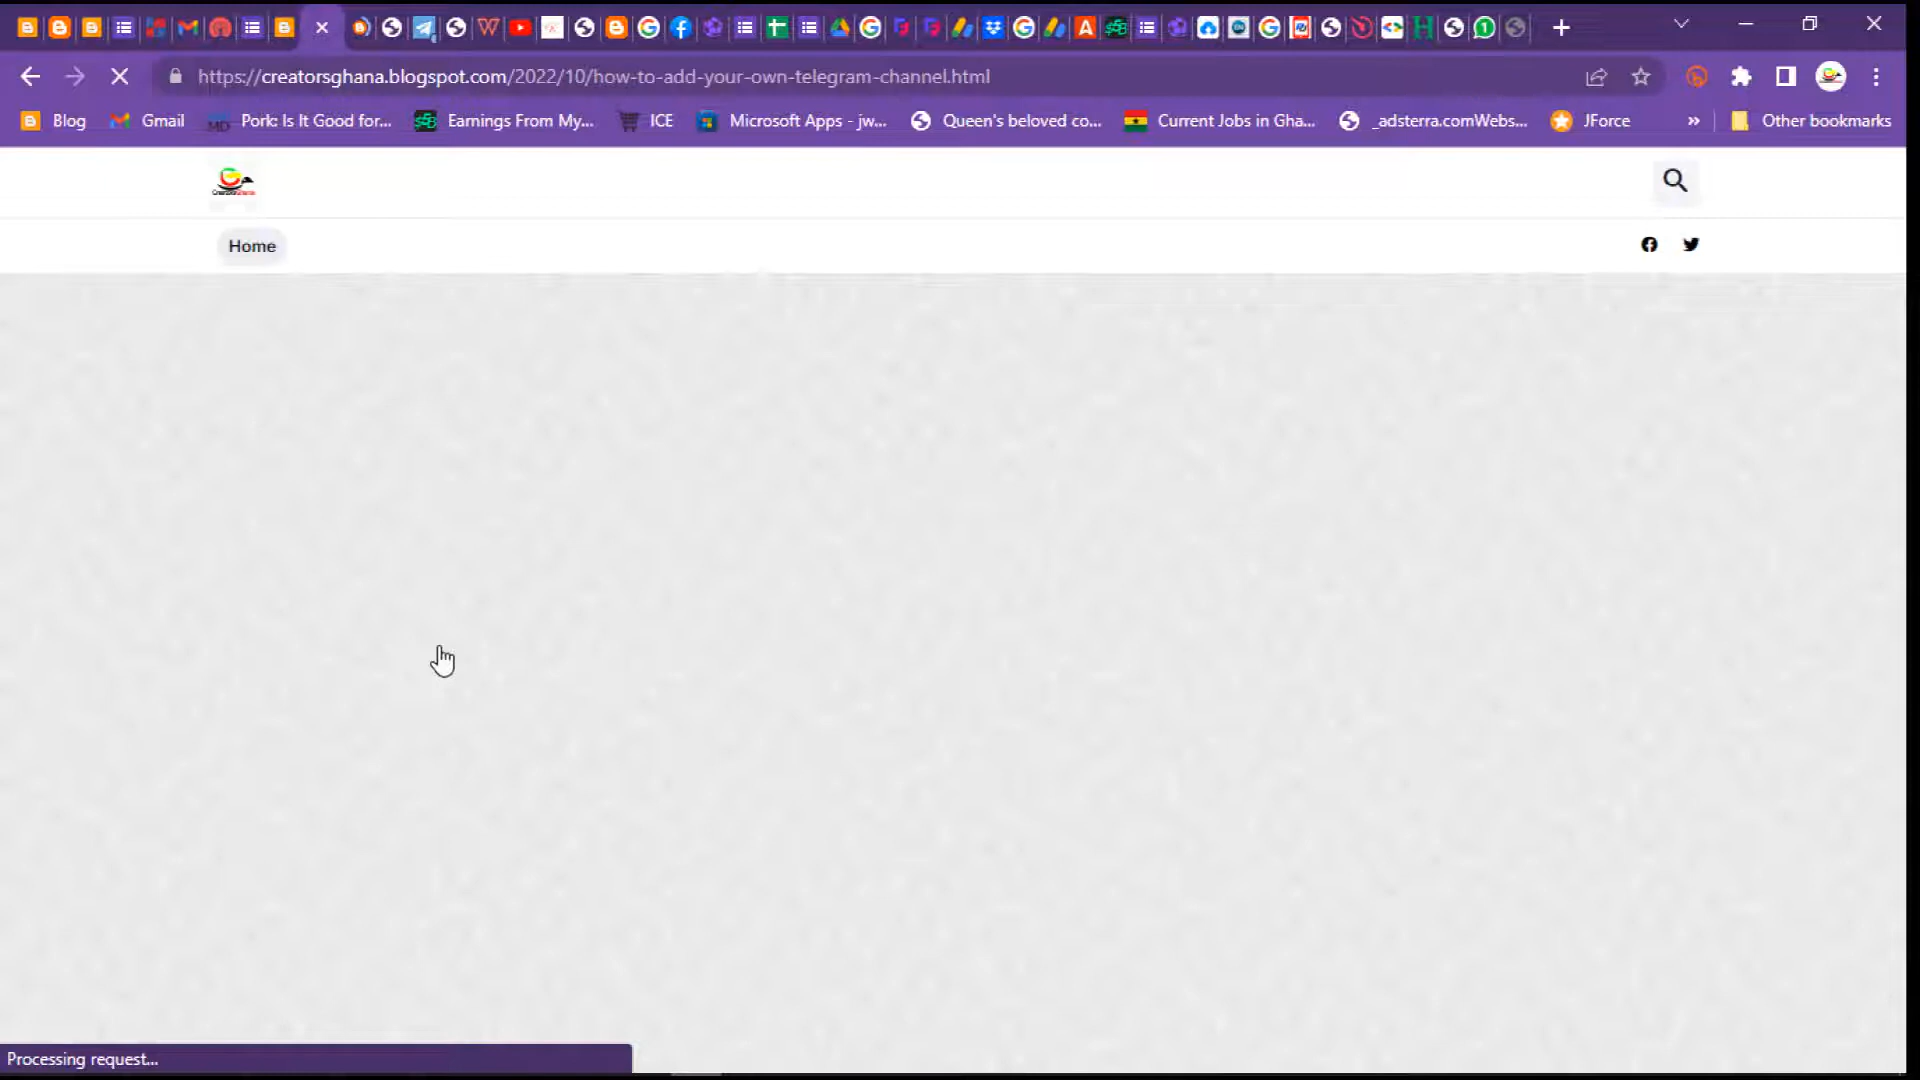 https://creatorsghana.blogspot.com/2022/10/how-to-add-your-own-telegram-channel.html
Blog Gmail Pork: Is It Good for... Earnings From My... ICE Microsoft Apps - jw... Queen's beloved co... Current Jobs in Gha... _adsterra.comWebs... JForce » Other bookmarks
Home
Processing request...